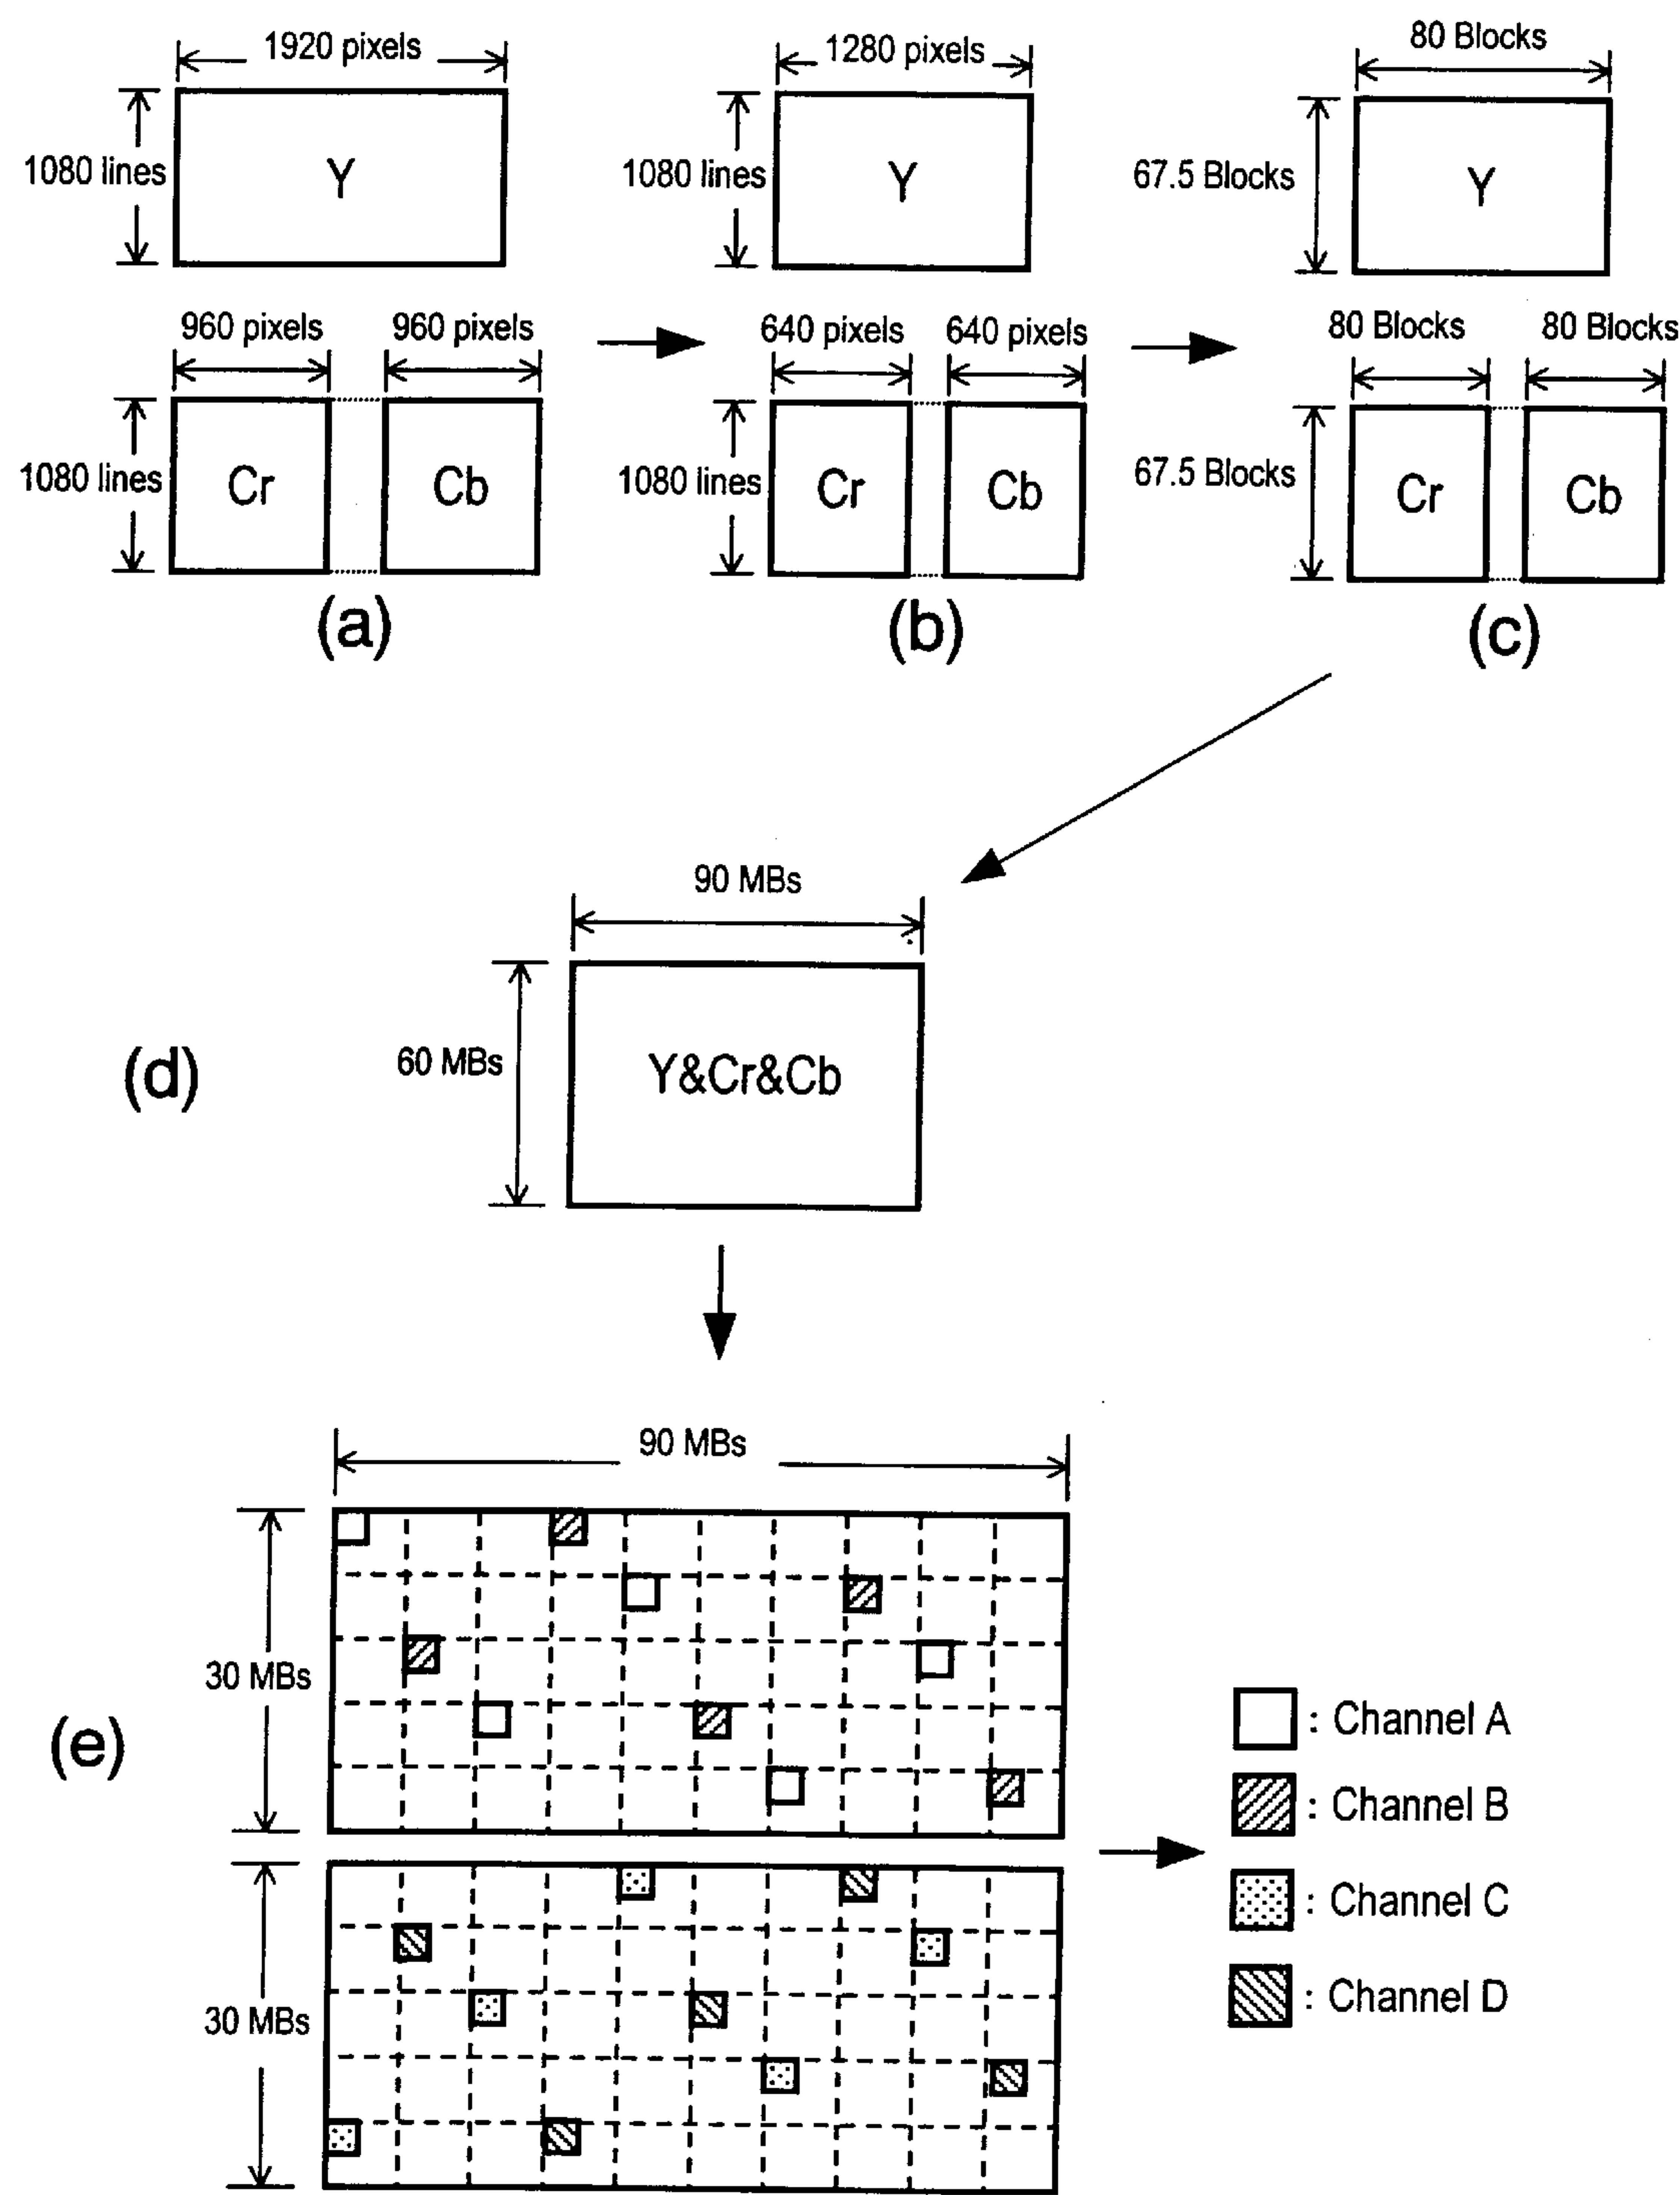 1920 pixels
1080 lines
Y
960 pixels
960 pixels
1080 lines
Cr
Cb
(a)
1280 pixels
1080 lines
Y
640 pixels
640 pixels
1080 lines
Cr
Cb
(b)
80 Blocks
67.5 Blocks
Y
80 Blocks
80 Blocks
67.5 Blocks
Cr
Cb
(c)
90 MBs
60 MBs
Y&Cr&Cb
(d)
90 MBs
30 MBs
30 MBs
(e)
: Channel A
: Channel B
: Channel C
: Channel D